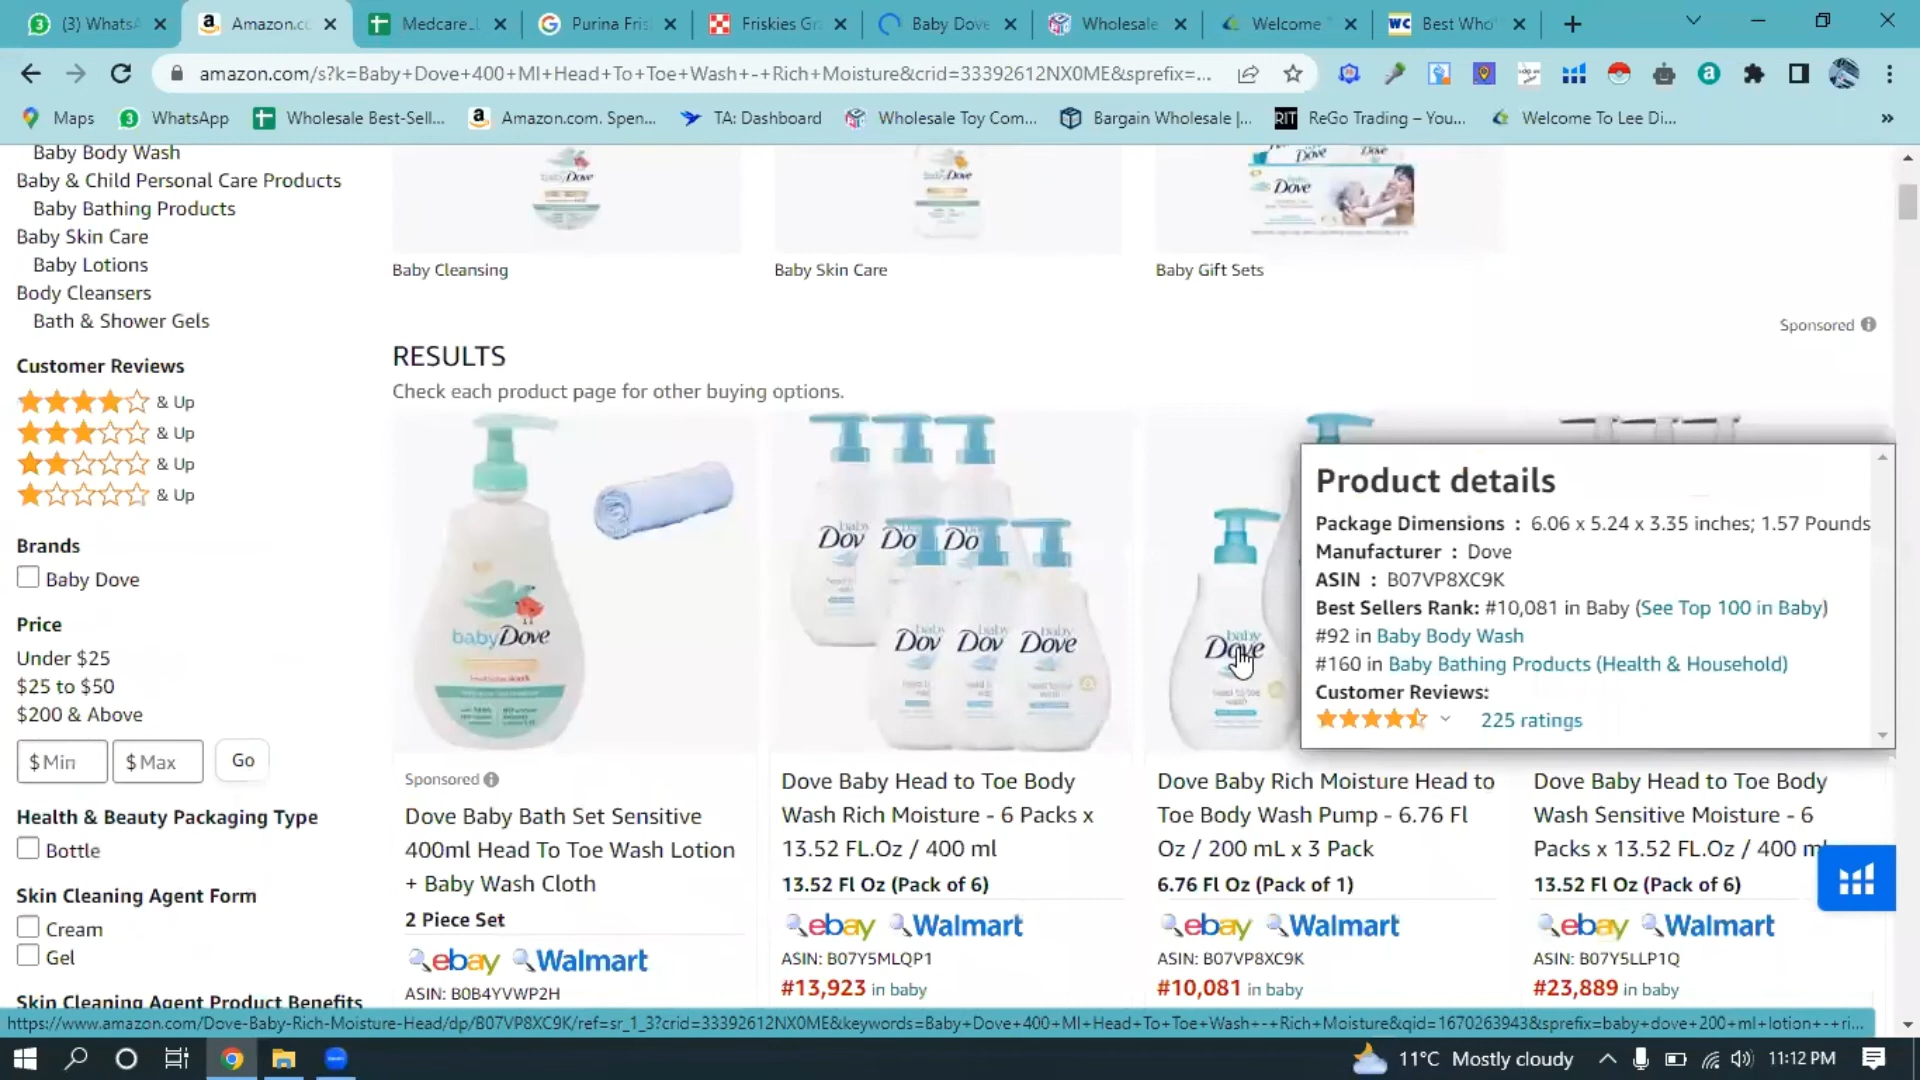 (3) Whats
Amazon.c
Medcare_
Purina Fris
Friskies Gr
Baby Dove
Wholesale
Welcome
WC Best Who
amazon.com/s?k=Baby+Dove+400+Ml+Head+To+Toe+Wash+-+Rich+Moisture&crid=33392612NX0ME&sprefix=...
Maps
WhatsApp
Wholesale Best-Sell...
Amazon.com. Spen...
TA: Dashboard
Wholesale Toy Com...
Bargain Wholesale |...
RIT ReGo Trading – You...
Welcome To Lee Di...
Baby Body Wash
Baby & Child Personal Care Products
Baby Bathing Products
Baby Skin Care
Baby Lotions
Body Cleansers
Bath & Shower Gels
Customer Reviews
& Up
& Up
& Up
& Up
Brands
Baby Dove
Price
Under $25
$25 to $50
$200 & Above
$ Min
$ Max
Go
Health & Beauty Packaging Type
Bottle
Skin Cleaning Agent Form
Cream
Gel
Skin Cleaning Agent Product Benefits
Baby Cleansing
Baby Skin Care
Baby Gift Sets
Sponsored
RESULTS
Check each product page for other buying options.
baby Dove
Sponsored
Dove Baby Bath Set Sensitive
400ml Head To Toe Wash Lotion
+ Baby Wash Cloth
2 Piece Set
ebay Walmart
ASIN: B0B4YVWP2H
baby Dove
Dove Baby Head to Toe Body
Wash Rich Moisture - 6 Packs x
13.52 FL.Oz / 400 ml
13.52 Fl Oz (Pack of 6)
ebay Walmart
ASIN: B07Y5MLQP1
#13,923 in baby
baby Dove
head to toe
wash
Dove Baby Rich Moisture Head to
Toe Body Wash Pump - 6.76 Fl
Oz / 200 mL x 3 Pack
6.76 Fl Oz (Pack of 1)
ebay Walmart
ASIN: B07VP8XC9K
#10,081 in baby
Product details
Package Dimensions : 6.06 x 5.24 x 3.35 inches; 1.57 Pounds
Manufacturer : Dove
ASIN : B07VP8XC9K
Best Sellers Rank: #10,081 in Baby (See Top 100 in Baby)
#92 in Baby Body Wash
#160 in Baby Bathing Products (Health & Household)
Customer Reviews:
225 ratings
Dove Baby Head to Toe Body
Wash Sensitive Moisture - 6
Packs x 13.52 FL.Oz / 400 ml
13.52 Fl Oz (Pack of 6)
ebay Walmart
ASIN: B07Y5LLP1Q
#23,889 in baby
https://www.amazon.com/Dove-Baby-Rich-Moisture-Head/dp/B07VP8XC9K/ref=sr_1_3?crid=33392612NX0ME&keywords=Baby+Dove+400+Ml+Head+To+Toe+Wash+-+Rich+Moisture&qid=1670263943&sprefix=baby+dove+200+ml+lotion+-+ri...
11°C Mostly cloudy
11:12 PM